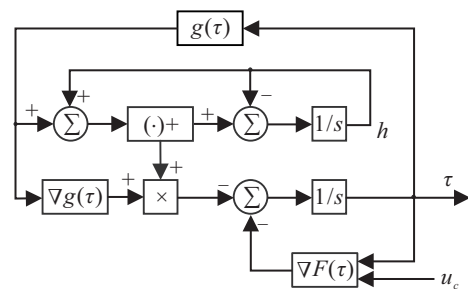 g(τ)
+ −
+ Σ (·)+ + Σ 1/s h
+ +
∇g(τ) × − Σ 1/s τ
−
∇F(τ)
u_c